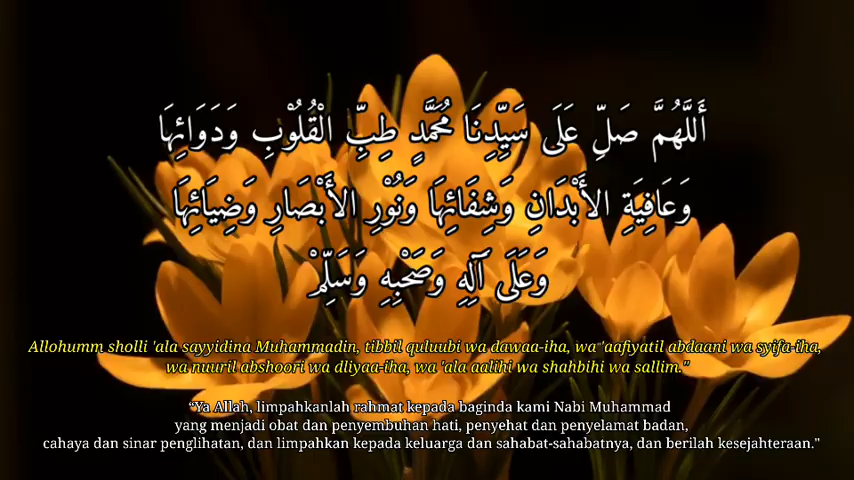 أَللَّهُمَّ صَلِّ عَلَى سَيِّدِنَا مُحَمَّدٍ طِبِّ الْقُلُوْبِ وَدَوَائِهَا
وَعَافِيَةِ الأَبْدَانِ وَشِفَائِهَا وَنُوْرِ الأَبْصَارِ وَضِيَائِهَا
وَعَلَى آلِهِ وَصَحْبِهِ وَسَلِّمْ
Allohumm sholli 'ala sayyidina Muhammadin, tibbil quluubi wa dawaa-iha, wa 'aafiyatil abdaani wa syifa-iha,
wa nuuril abshoori wa dliyaa-iha, wa 'ala aalihi wa shahbihi wa sallim."
“Ya Allah, limpahkanlah rahmat kepada baginda kami Nabi Muhammad
yang menjadi obat dan penyembuhan hati, penyehat dan penyelamat badan,
cahaya dan sinar penglihatan, dan limpahkan kepada keluarga dan sahabat-sahabatnya, dan berilah kesejahteraan."